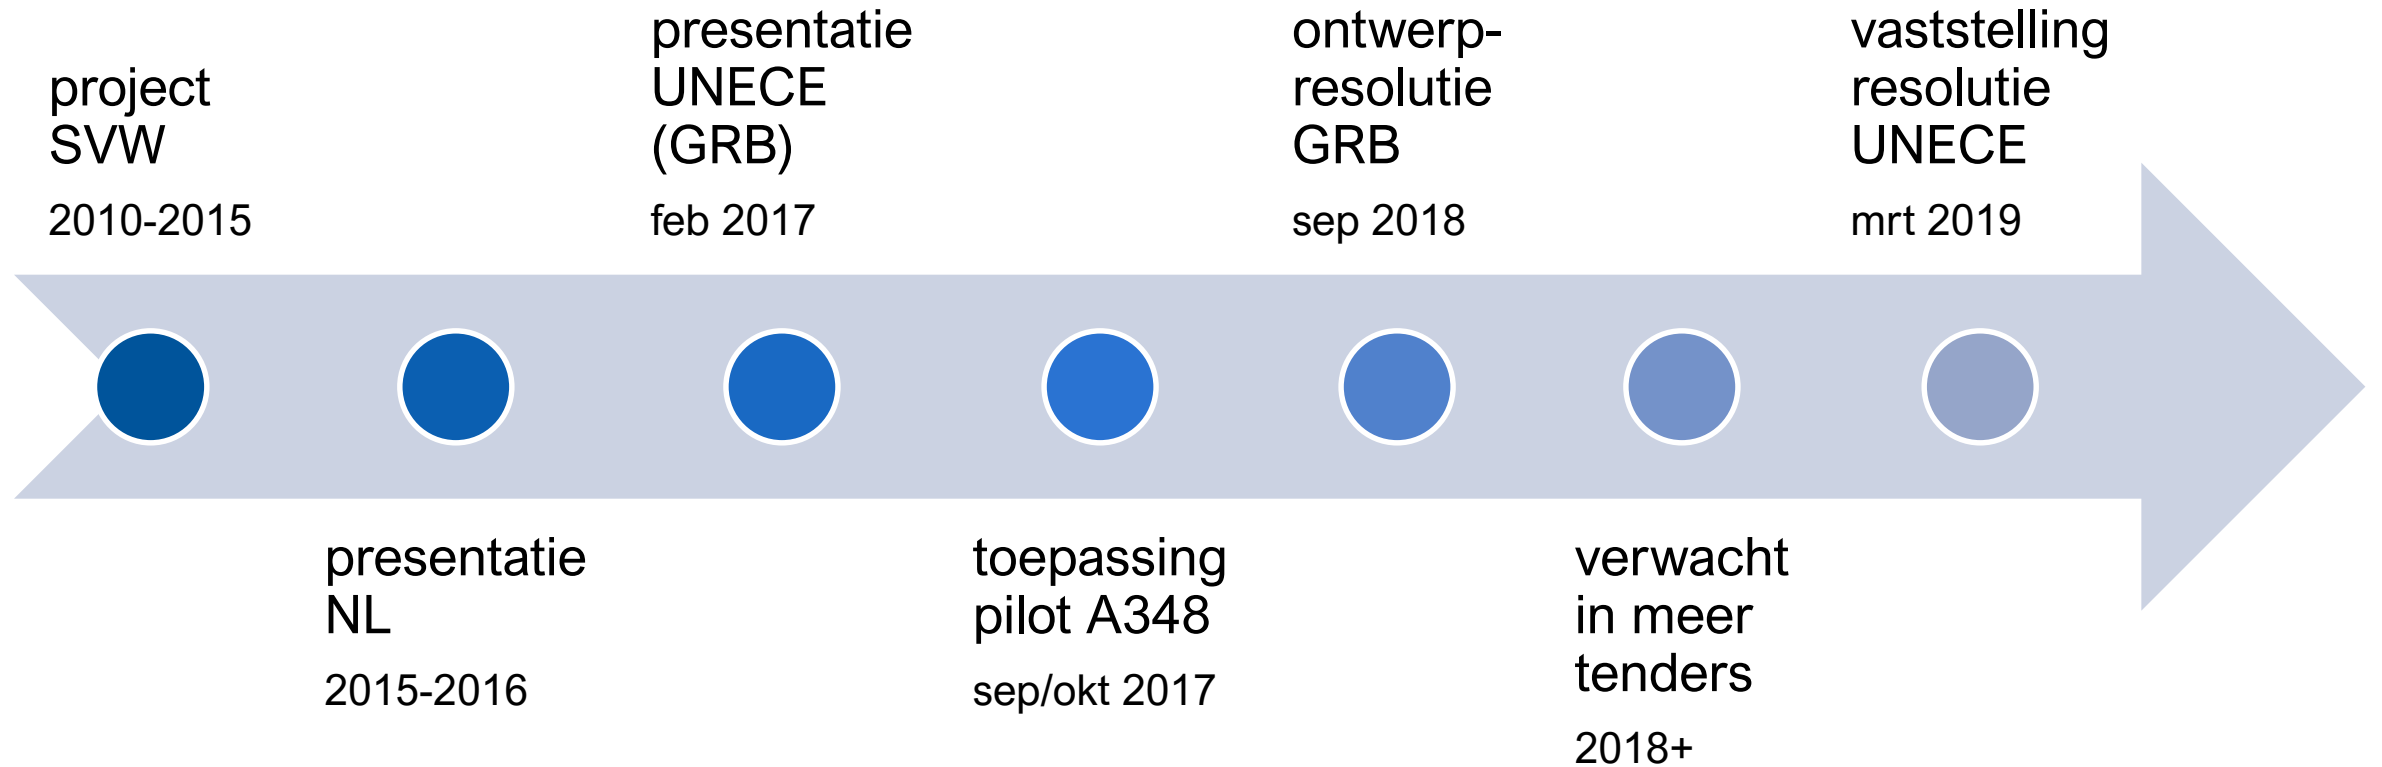 project
SVW
2010-2015
presentatie
NL
2015-2016
presentatie
UNECE
(GRB)
feb 2017
toepassing
pilot A348
sep/okt 2017
ontwerp-
resolutie
GRB
sep 2018
verwacht
in meer
tenders
2018+
vaststelling
resolutie
UNECE
mrt 2019